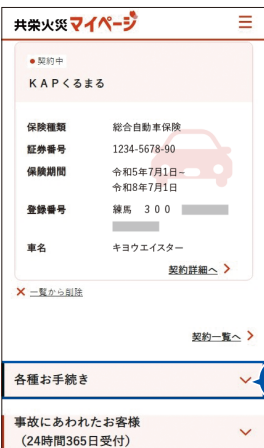 共栄火災マイページ
●契約中
KAPくるまる
保険種類 総合自動車保険
証券番号 1234-5678-90
保険期間 令和5年7月1日~
令和8年7月1日
登録番号 練馬 300
車名 キヨウエイスター
契約詳細へ
× 一覧から削除
契約一覧へ
各種お手続き
事故にあわれたお客様
(24時間365日受付)